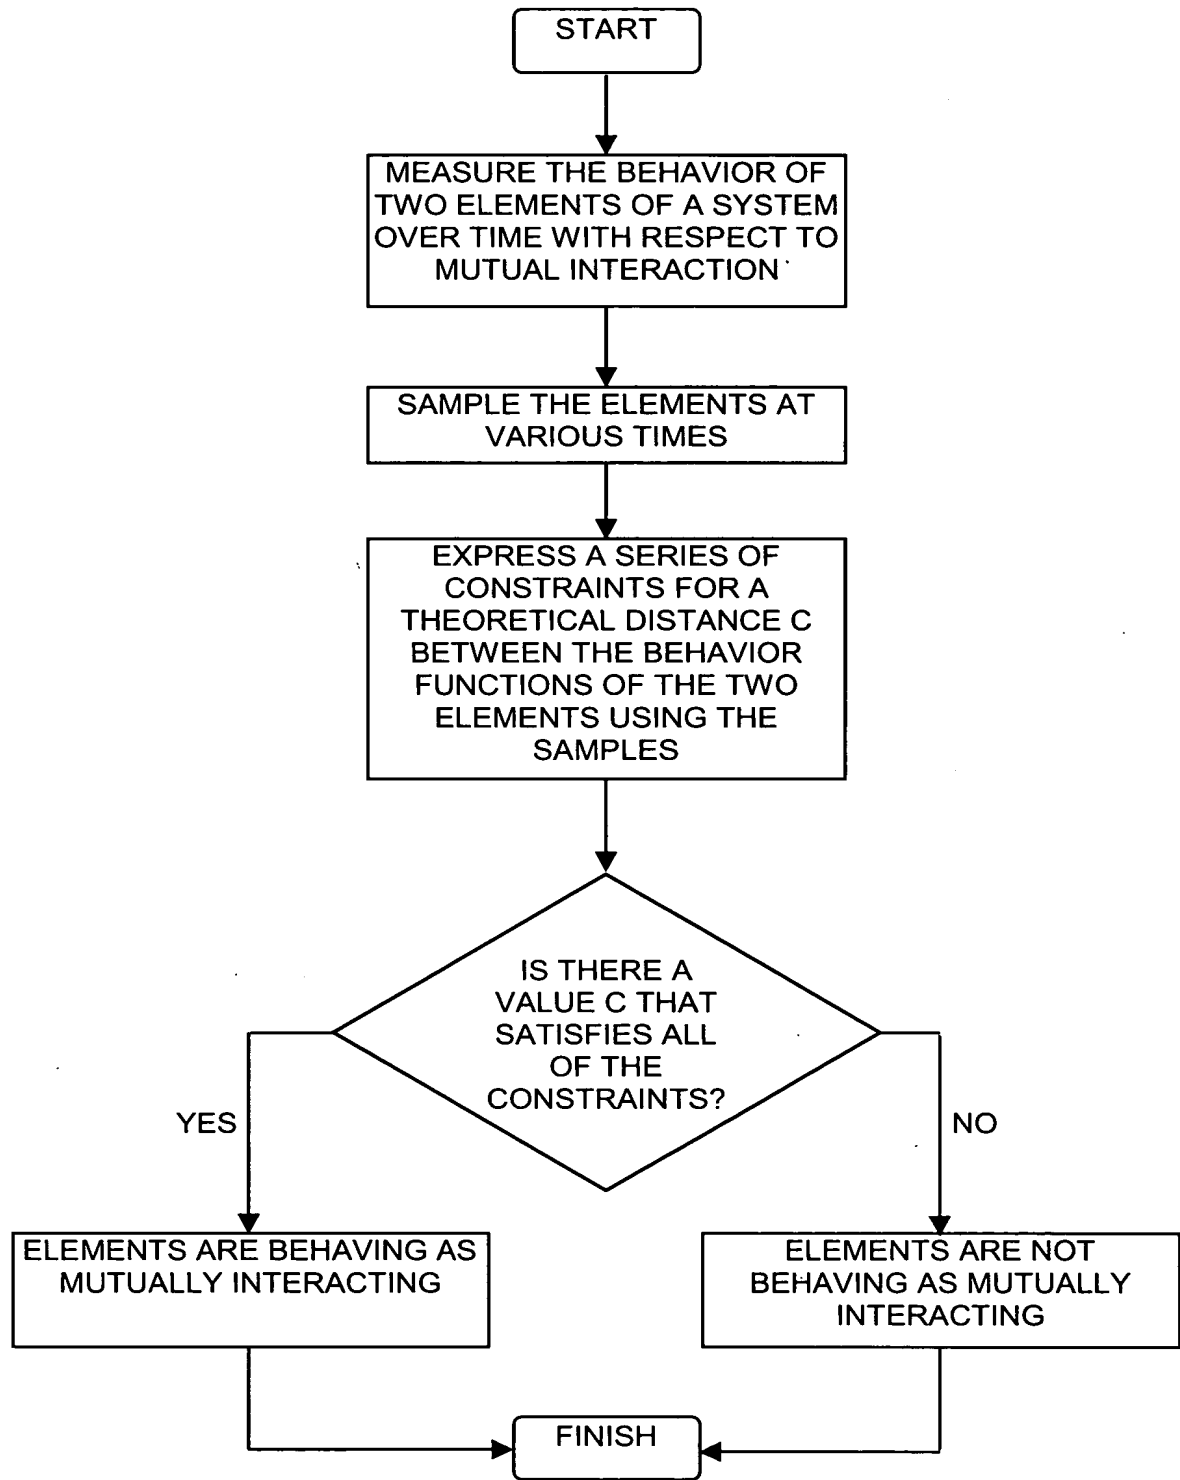 START
MEASURE THE BEHAVIOR OF
TWO ELEMENTS OF A SYSTEM
OVER TIME WITH RESPECT TO
MUTUAL INTERACTION
SAMPLE THE ELEMENTS AT
VARIOUS TIMES
EXPRESS A SERIES OF
CONSTRAINTS FOR A
THEORETICAL DISTANCE C
BETWEEN THE BEHAVIOR
FUNCTIONS OF THE TWO
ELEMENTS USING THE
SAMPLES
IS THERE A
VALUE C THAT
SATISFIES ALL
OF THE
CONSTRAINTS?
YES
NO
ELEMENTS ARE BEHAVING AS
MUTUALLY INTERACTING
ELEMENTS ARE NOT
BEHAVING AS MUTUALLY
INTERACTING
FINISH